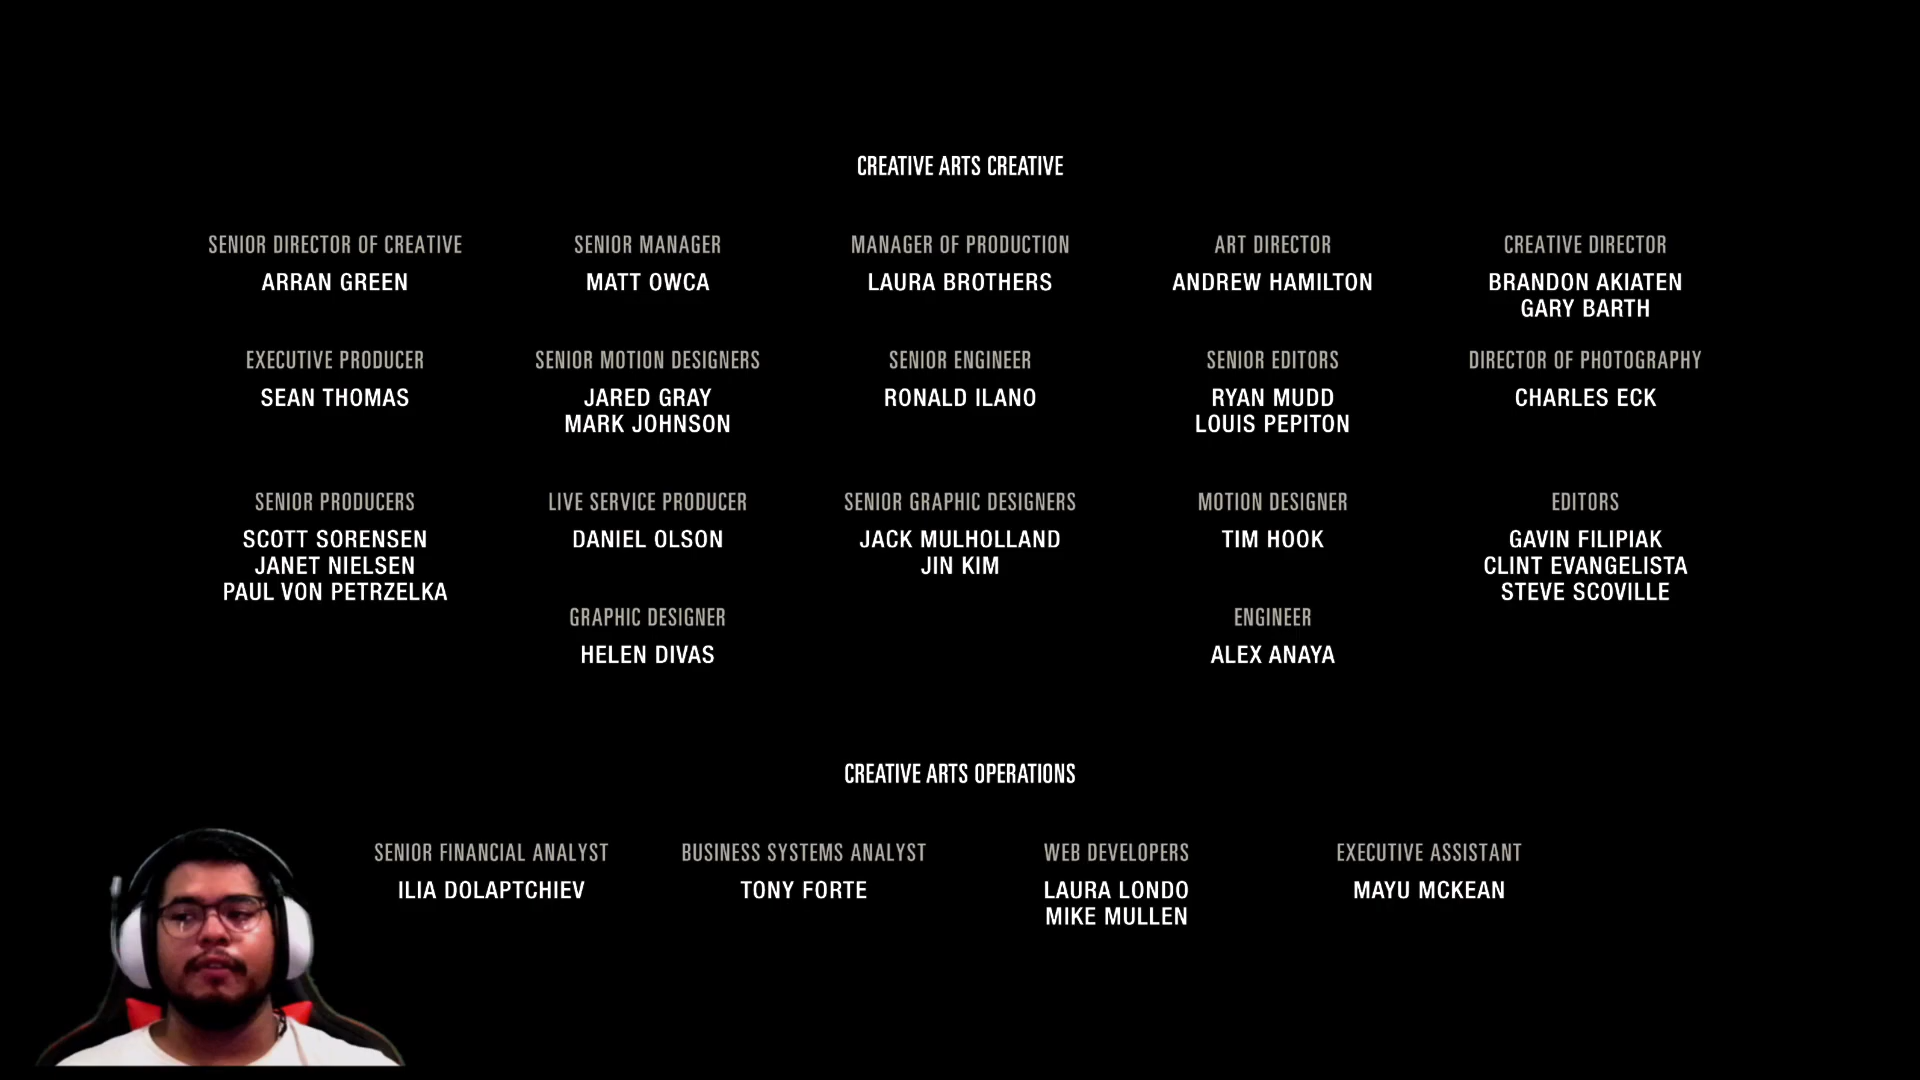 CREATIVE ARTS CREATIVE
SENIOR DIRECTOR OF CREATIVE
ARRAN GREEN
SENIOR MANAGER
MATT OWCA
MANAGER OF PRODUCTION
LAURA BROTHERS
ART DIRECTOR
ANDREW HAMILTON
CREATIVE DIRECTOR
BRANDON AKIATEN
GARY BARTH
EXECUTIVE PRODUCER
SEAN THOMAS
SENIOR MOTION DESIGNERS
JARED GRAY
MARK JOHNSON
SENIOR ENGINEER
RONALD ILANO
SENIOR EDITORS
RYAN MUDD
LOUIS PEPITON
DIRECTOR OF PHOTOGRAPHY
CHARLES ECK
SENIOR PRODUCERS
SCOTT SORENSEN
JANET NIELSEN
PAUL VON PETRZELKA
LIVE SERVICE PRODUCER
DANIEL OLSON
SENIOR GRAPHIC DESIGNERS
JACK MULHOLLAND
JIN KIM
MOTION DESIGNER
TIM HOOK
EDITORS
GAVIN FILIPIAK
CLINT EVANGELISTA
STEVE SCOVILLE
GRAPHIC DESIGNER
HELEN DIVAS
ENGINEER
ALEX ANAYA
CREATIVE ARTS OPERATIONS
SENIOR FINANCIAL ANALYST
ILIA DOLAPTCHIEV
BUSINESS SYSTEMS ANALYST
TONY FORTE
WEB DEVELOPERS
LAURA LONDO
MIKE MULLEN
EXECUTIVE ASSISTANT
MAYU MCKEAN